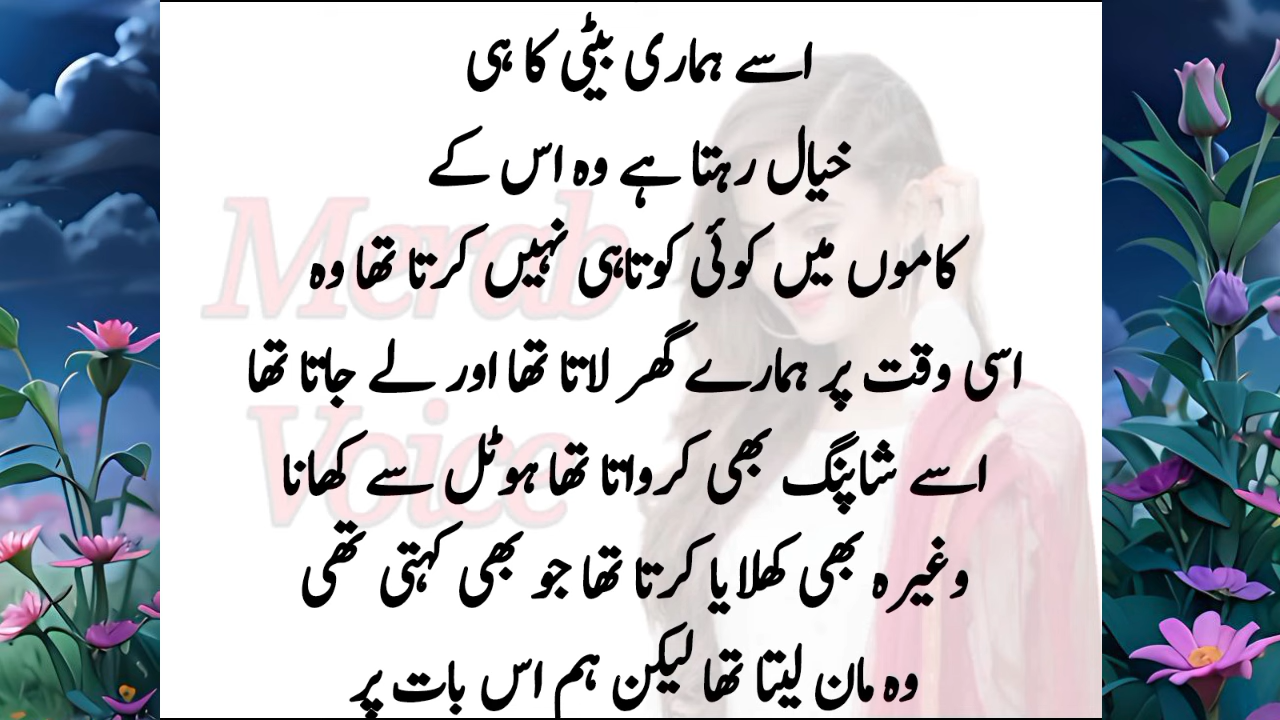 اسے ہماری بیٹی کا ہی
خیال رہتا ہے وہ اس کے
کاموں میں کوئی کوتاہی نہیں کرتا تھا وہ
اسی وقت پر ہمارے گھر لاتا تھا اور لے جاتا تھا
اسے شاپنگ بھی کرواتا تھا ہوٹل سے کھانا
وغیرہ بھی کھلایا کرتا تھا جو بھی کہتی تھی
وہ مان لیتا تھا لیکن ہم اس بات پر
Merab
Voice